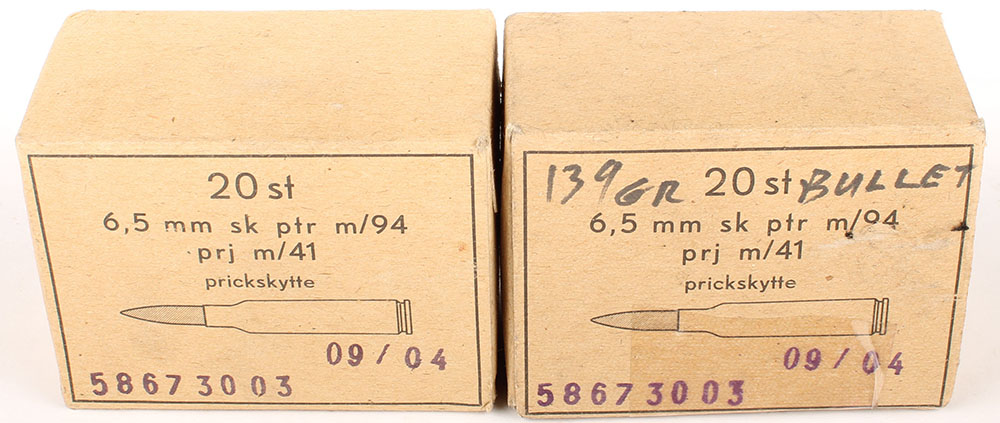 20 st
6,5 mm sk ptr m/94
prj m/41
prickskytte
09/04
58673003
139 GR. 20 st BULLET
6,5 mm sk ptr m/94
prj m/41
prickskytte
09/04
58673003